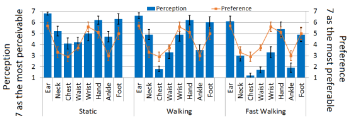 Perception Preference
7 7
6 6
5 5
4 4
3 3
2 2
1 1
Ear Neck Chest Waist Wrist Hand Ankle Foot Ear Neck Chest Waist Wrist Hand Ankle Foot Ear Neck Chest Waist Wrist Hand Ankle Foot
Static Walking Fast Walking
Perception
7 as the most perceivable
Preference
7 as the most preferable